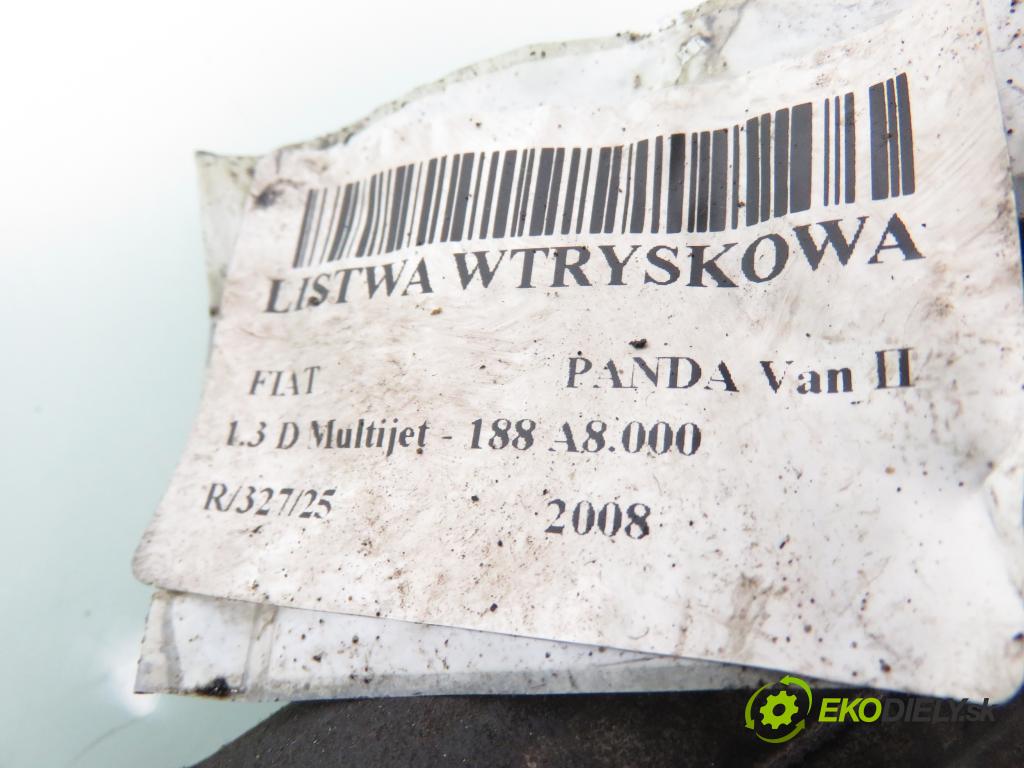 LISTWA WTRYSKOWA
FIAT PANDA Van II
1.3 D Multijet - 188 A8.000
R/327/25 2008
EKODIELY.sk